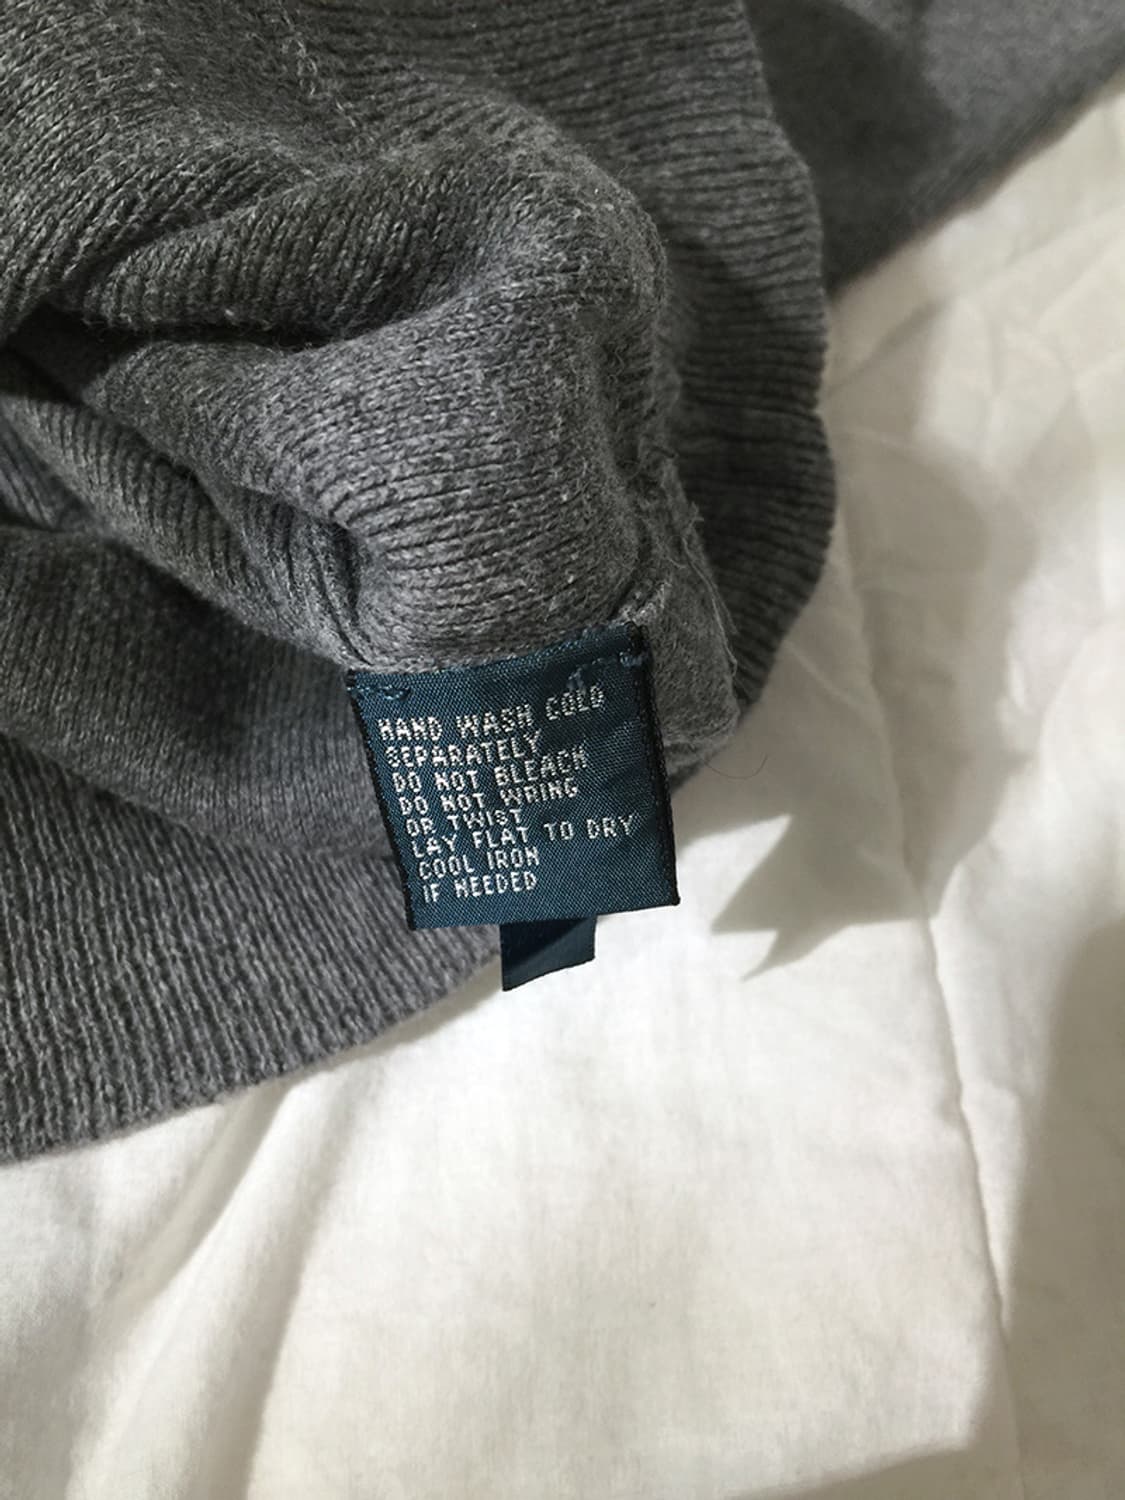 HAND WASH COLD
SEPARATELY
DO NOT BLEACH
DO NOT WRING
OR TWIST
LAY FLAT TO DRY
COOL IRON
IF NEEDED